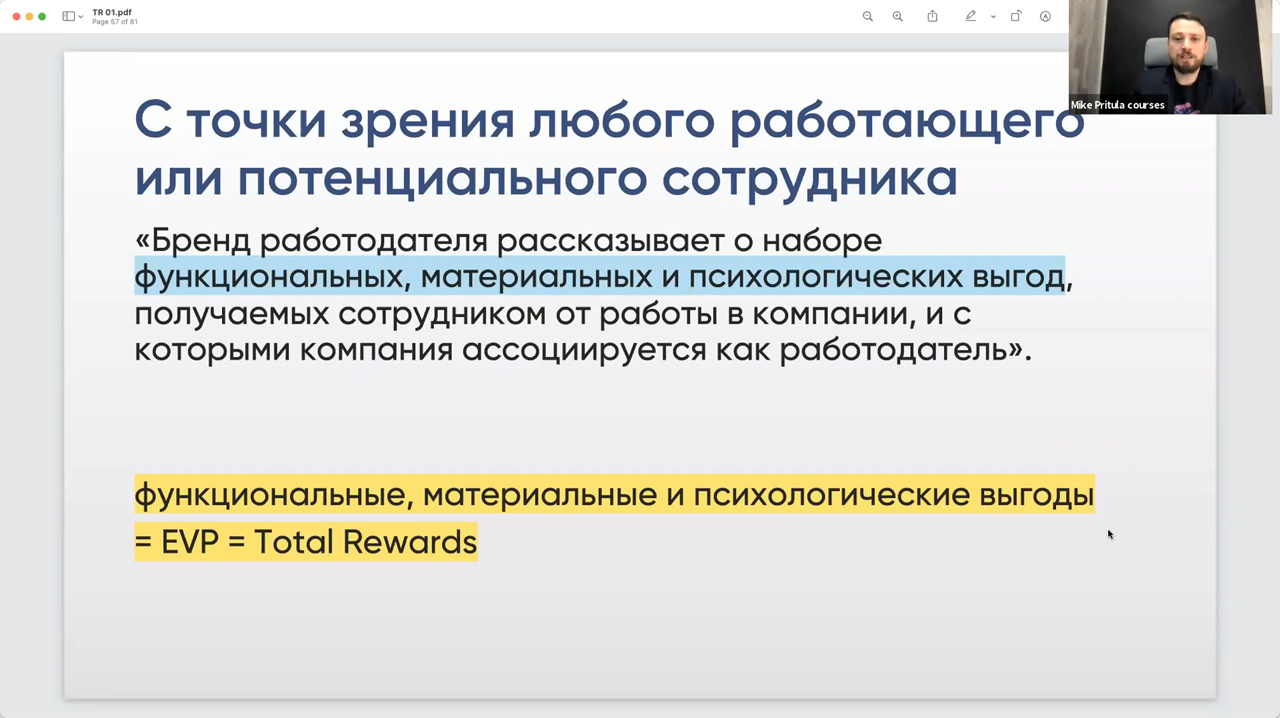 TR 01.pdf
Page 57 of 81
Mike Pritula courses
С точки зрения любого работающего
или потенциального сотрудника
«Бренд работодателя рассказывает о наборе
функциональных, материальных и психологических выгод,
получаемых сотрудником от работы в компании, и с
которыми компания ассоциируется как работодатель».
функциональные, материальные и психологические выгоды
= EVP = Total Rewards